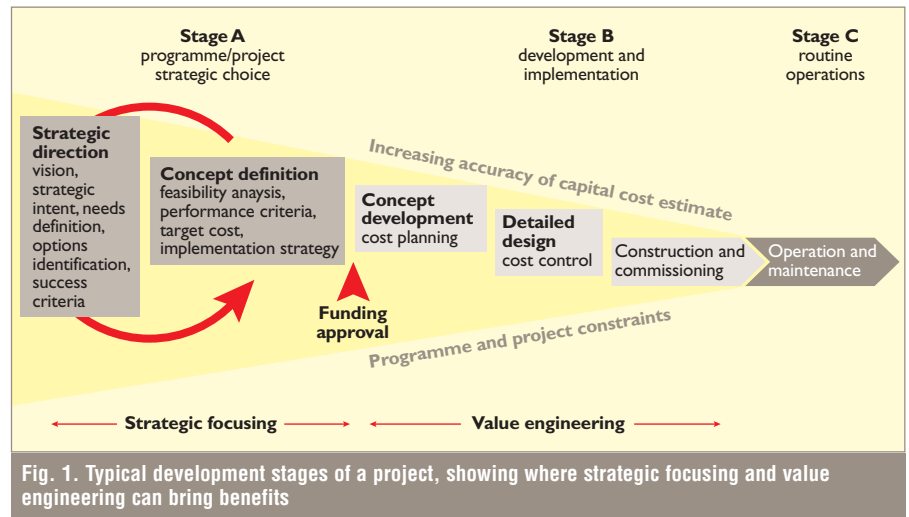 Stage A
programme/project
strategic choice
Stage B
development and
implementation
Stage C
routine
operations
Strategic
direction
vision,
strategic
intent, needs
definition,
options
identification,
success
criteria
Concept definition
feasibility anaysis,
performance criteria,
target cost,
implementation strategy
Funding
approval
Increasing accuracy of capital cost estimate
Concept
development
cost planning
Detailed
design
cost control
Construction and
commissioning
Operation and
maintenance
Programme and project constraints
Strategic focusing
Value engineering
Fig. 1. Typical development stages of a project, showing where strategic focusing and value
engineering can bring benefits